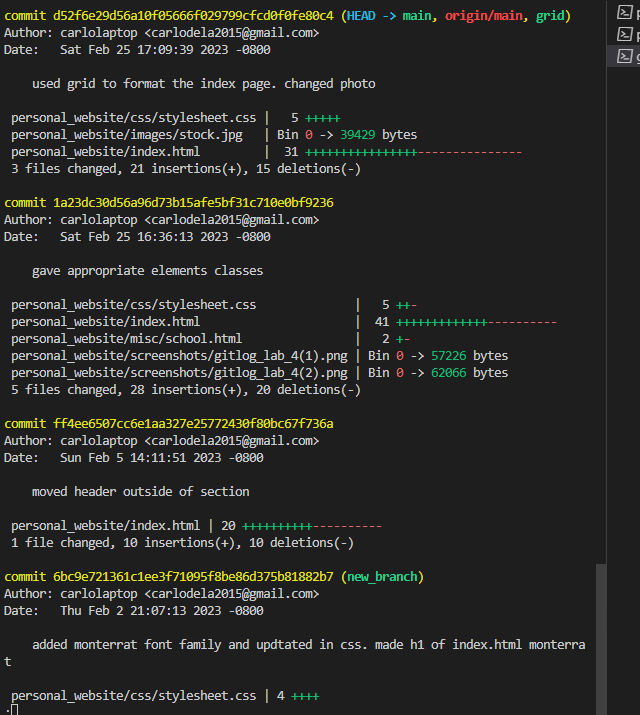 commit d52f6e29d56a10f05666f029799cfcd0f0fe80c4 (HEAD -> main, origin/main, grid)
Author: carlolaptop <carlodela2015@gmail.com>
Date:   Sat Feb 25 17:09:39 2023 -0800
    used grid to format the index page. changed photo
 personal_website/css/stylesheet.css |   5 +++++
 personal_website/images/stock.jpg   | Bin 0 -> 39429 bytes
 personal_website/index.html         |  31 ++++++++++++++++---------------
 3 files changed, 21 insertions(+), 15 deletions(-)
commit 1a23dc30d56a96d73b15afe5bf31c710e0bf9236
Author: carlolaptop <carlodela2015@gmail.com>
Date:   Sat Feb 25 16:36:13 2023 -0800
    gave appropriate elements classes
 personal_website/css/stylesheet.css              |   5 ++-
 personal_website/index.html                      |  41 +++++++++++++----------
 personal_website/misc/school.html                |   2 +-
 personal_website/screenshots/gitlog_lab_4(1).png | Bin 0 -> 57226 bytes
 personal_website/screenshots/gitlog_lab_4(2).png | Bin 0 -> 62066 bytes
 5 files changed, 28 insertions(+), 20 deletions(-)
commit ff4ee6507cc6e1aa327e25772430f80bc67f736a
Author: carlolaptop <carlodela2015@gmail.com>
Date:   Sun Feb 5 14:11:51 2023 -0800
    moved header outside of section
 personal_website/index.html | 20 ++++++++++----------
 1 file changed, 10 insertions(+), 10 deletions(-)
commit 6bc9e721361c1ee3f71095f8be86d375b81882b7 (new_branch)
Author: carlolaptop <carlodela2015@gmail.com>
Date:   Thu Feb 2 21:07:13 2023 -0800
    added monterrat font family and updtated in css. made h1 of index.html monterra
t
 personal_website/css/stylesheet.css | 4 ++++